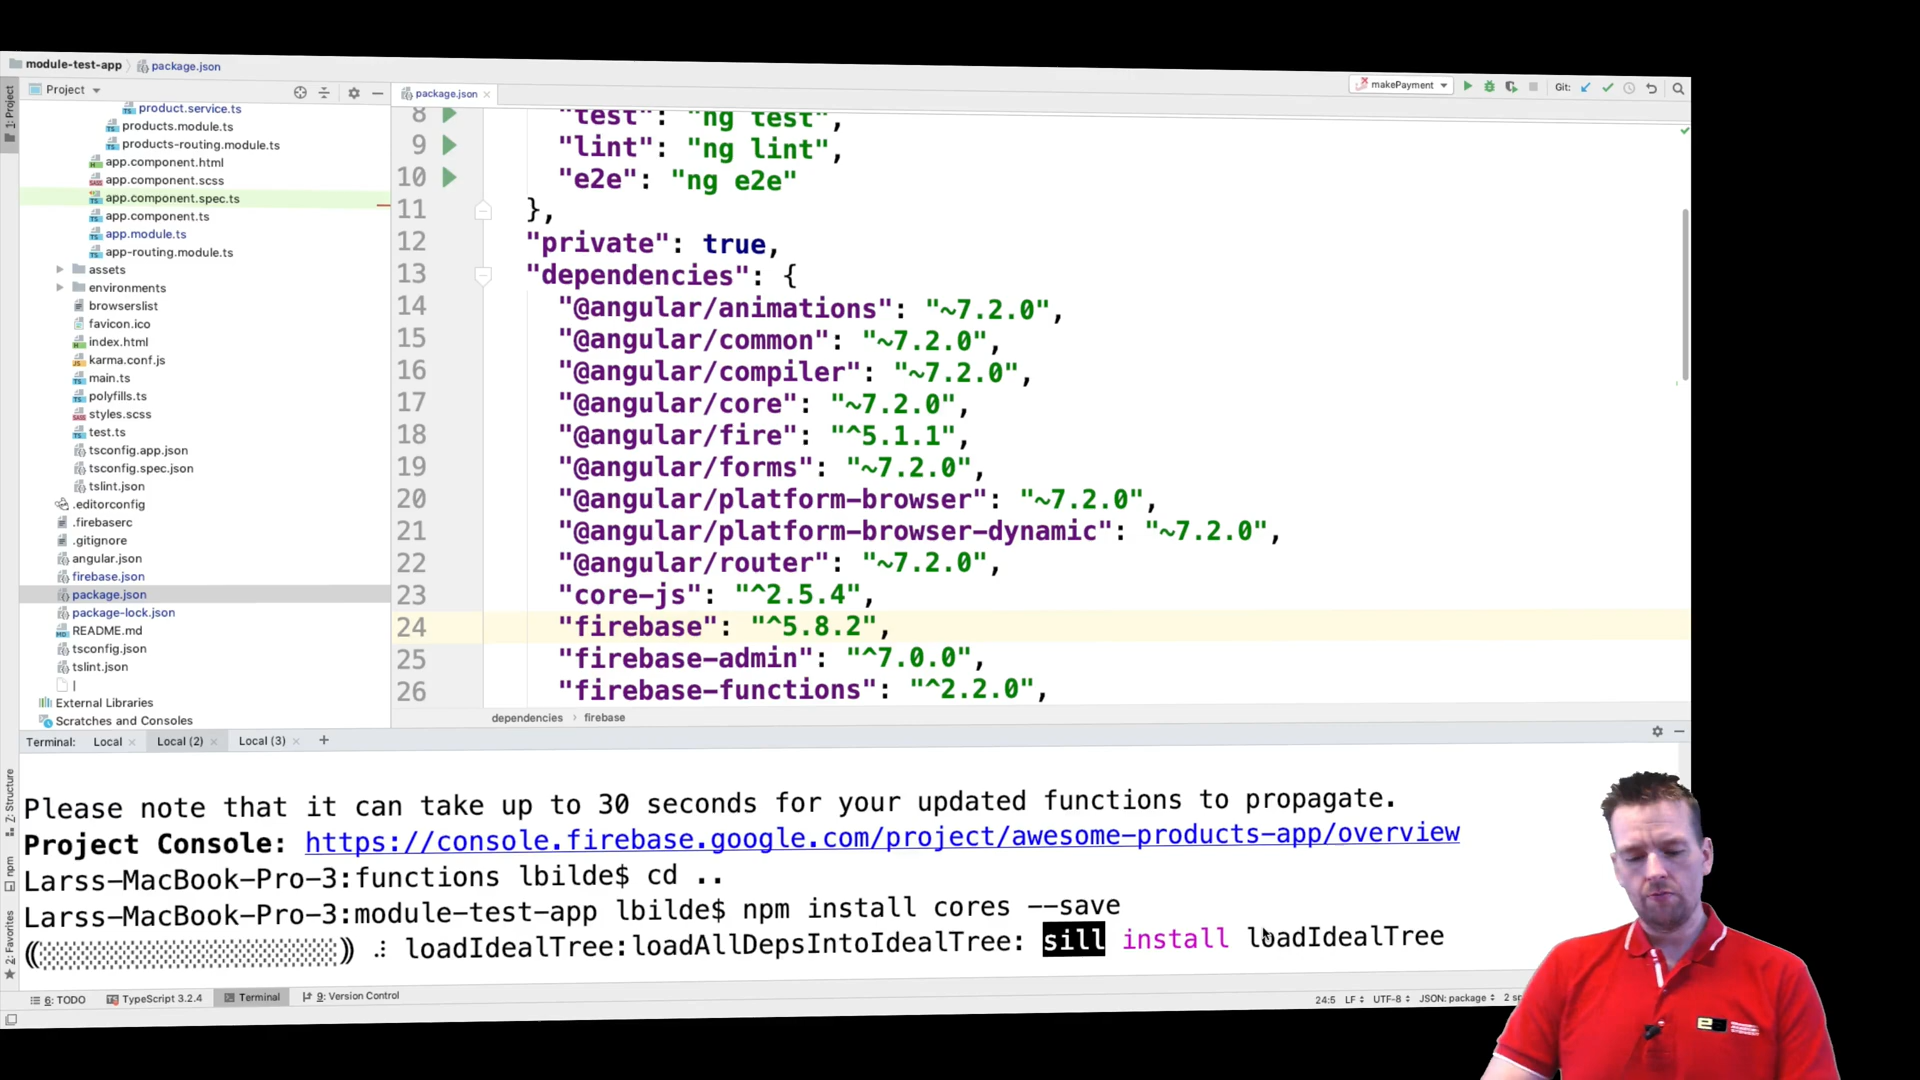 module-test-app
package.json
makePayment
Git:
1: Project
Project
package.json
product.service.ts
products.module.ts
products-routing.module.ts
app.component.html
app.component.scss
app.component.spec.ts
app.component.ts
app.module.ts
app-routing.module.ts
assets
environments
browserslist
favicon.ico
index.html
karma.conf.js
main.ts
polyfills.ts
styles.scss
test.ts
tsconfig.app.json
tsconfig.spec.json
tslint.json
.editorconfig
.firebaserc
.gitignore
angular.json
firebase.json
package.json
package-lock.json
README.md
tsconfig.json
tslint.json
External Libraries
Scratches and Consoles
8 "test": "ng test",
9 "lint": "ng lint",
10 "e2e": "ng e2e"
11 },
12 "private": true,
13 "dependencies": {
14 "@angular/animations": "~7.2.0",
15 "@angular/common": "~7.2.0",
16 "@angular/compiler": "~7.2.0",
17 "@angular/core": "~7.2.0",
18 "@angular/fire": "^5.1.1",
19 "@angular/forms": "~7.2.0",
20 "@angular/platform-browser": "~7.2.0",
21 "@angular/platform-browser-dynamic": "~7.2.0",
22 "@angular/router": "~7.2.0",
23 "core-js": "^2.5.4",
24 "firebase": "^5.8.2",
25 "firebase-admin": "^7.0.0",
26 "firebase-functions": "^2.2.0",
dependencies › firebase
Terminal: Local Local (2) Local (3)
Please note that it can take up to 30 seconds for your updated functions to propagate.
Project Console: https://console.firebase.google.com/project/awesome-products-app/overview
Larss-MacBook-Pro-3:functions lbilde$ cd ..
Larss-MacBook-Pro-3:module-test-app lbilde$ npm install cores --save
loadIdealTree:loadAllDepsIntoIdealTree: sill install loadIdealTree
Z: Structure
npm
2: Favorites
6: TODO
TypeScript 3.2.4
Terminal
9: Version Control
24:5 LF UTF-8 JSON: package